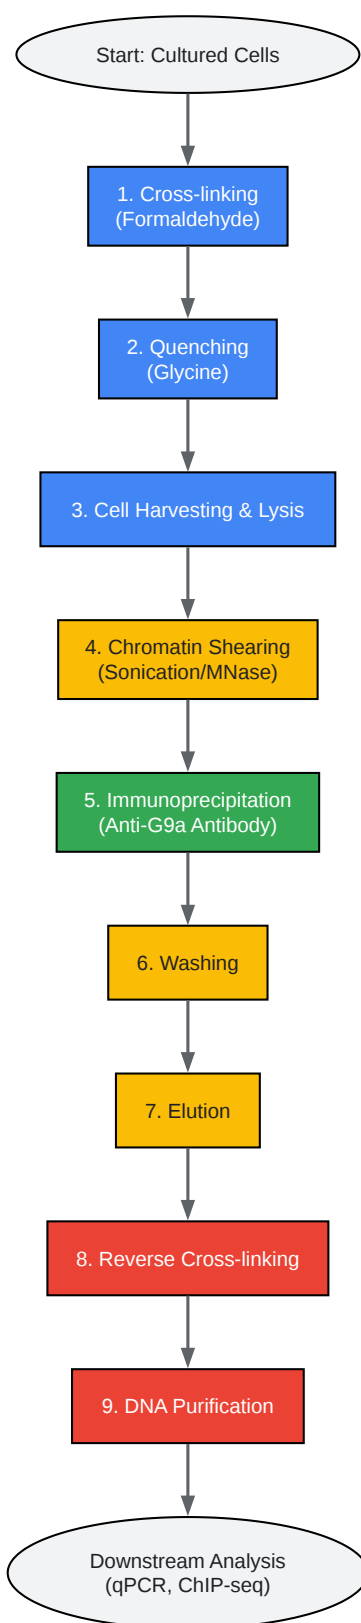 Start: Cultured Cells
1. Cross-linking
(Formaldehyde)
2. Quenching
(Glycine)
3. Cell Harvesting & Lysis
4. Chromatin Shearing
(Sonication/MNase)
5. Immunoprecipitation
(Anti-G9a Antibody)
6. Washing
7. Elution
8. Reverse Cross-linking
9. DNA Purification
Downstream Analysis
(qPCR, ChIP-seq)